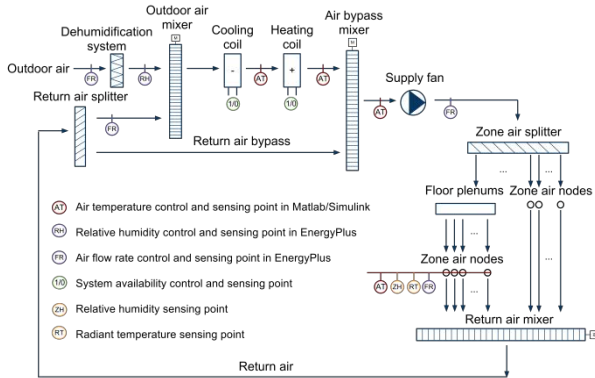 Outdoor air
mixer
Dehumidification
system
Cooling
coil
Heating
coil
Air bypass
mixer
M
M
Outdoor air
FR
RH
-
+
AT
AT
1/0
1/0
Return air splitter
FR
Return air bypass
Supply fan
AT
FR
Zone air splitter
...
...
Floor plenums
Zone air nodes
...
...
Zone air nodes
AT
ZH
RT
FR
...
Return air mixer
AT Air temperature control and sensing point in Matlab/Simulink
RH Relative humidity control and sensing point in EnergyPlus
FR Air flow rate control and sensing point in EnergyPlus
1/0 System availability control and sensing point
ZH Relative humidity sensing point
RT Radiant temperature sensing point
Return air